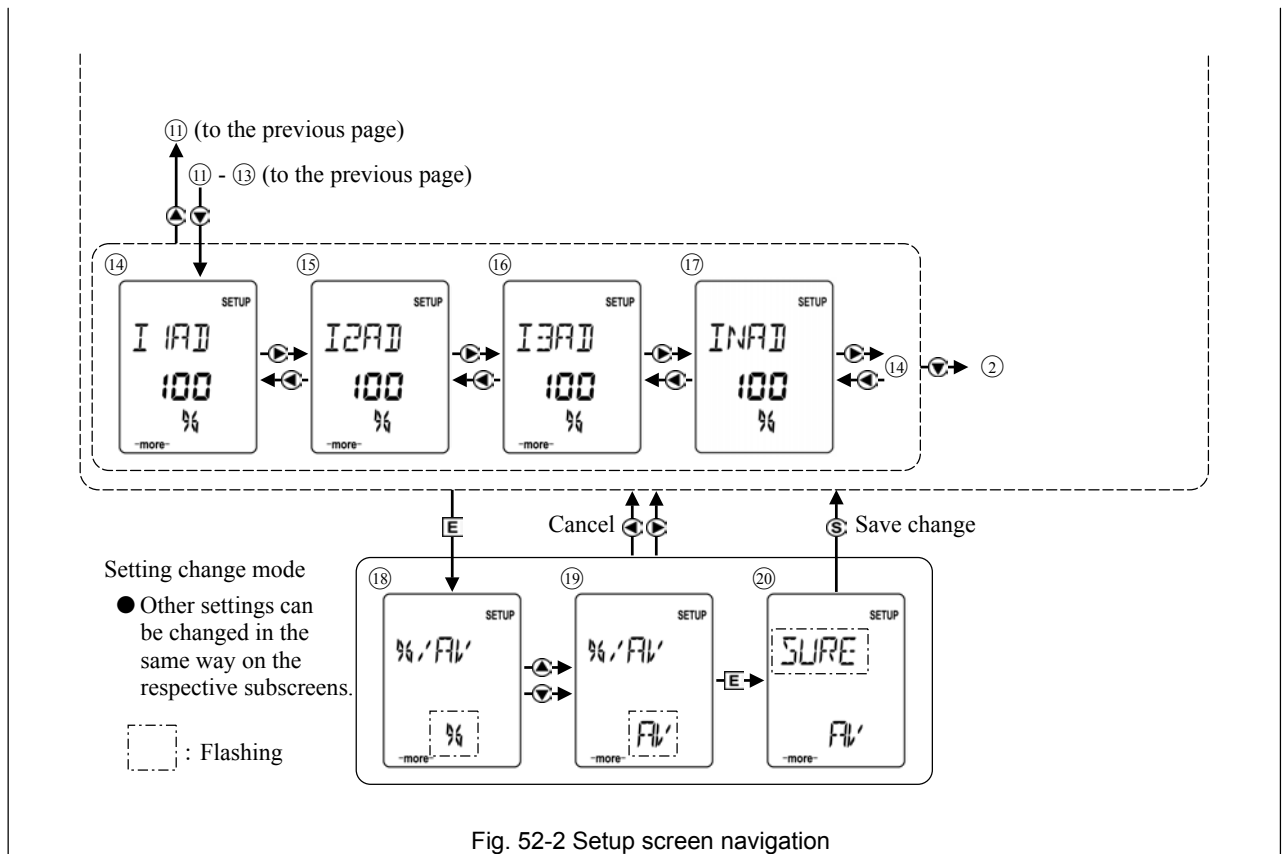 ⑪ (to the previous page)
⑪ - ⑬ (to the previous page)
⑭ ⑮ ⑯ ⑰
SETUP SETUP SETUP SETUP
I1AD I2AD I3AD INAD
100 100 100 100 ⑭ ②
% % % %
-more- -more- -more-
E Cancel S Save change
Setting change mode
⑱ ⑲ ⑳
● Other settings can
be changed in the
same way on the
respective subscreens.
SETUP SETUP SETUP
%/AV %/AV SURE
E
% AV AV
-more- -more- -more-
: Flashing
Fig. 52-2 Setup screen navigation